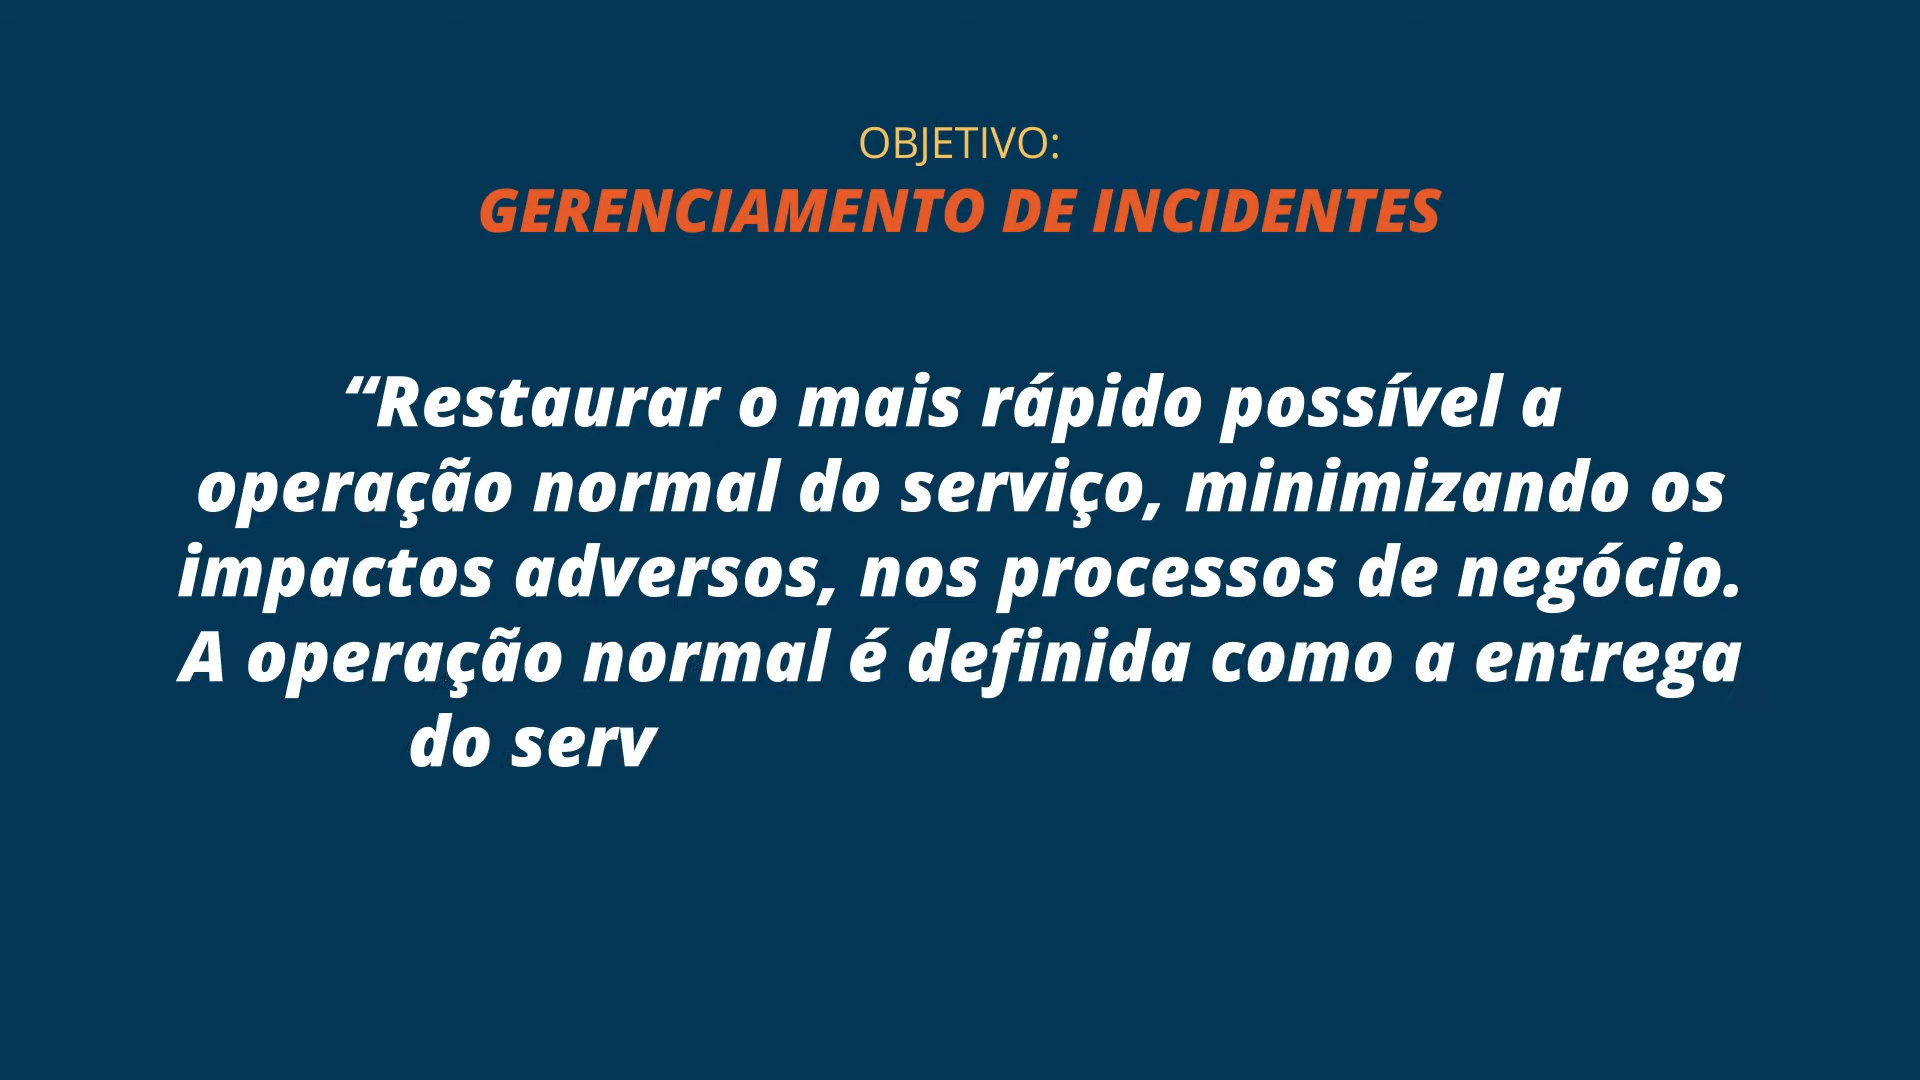 OBJETIVO:
GERENCIAMENTO DE INCIDENTES
“Restaurar o mais rápido possível a
operação normal do serviço, minimizando os
impactos adversos, nos processos de negócio.
A operação normal é definida como a entrega
do serv